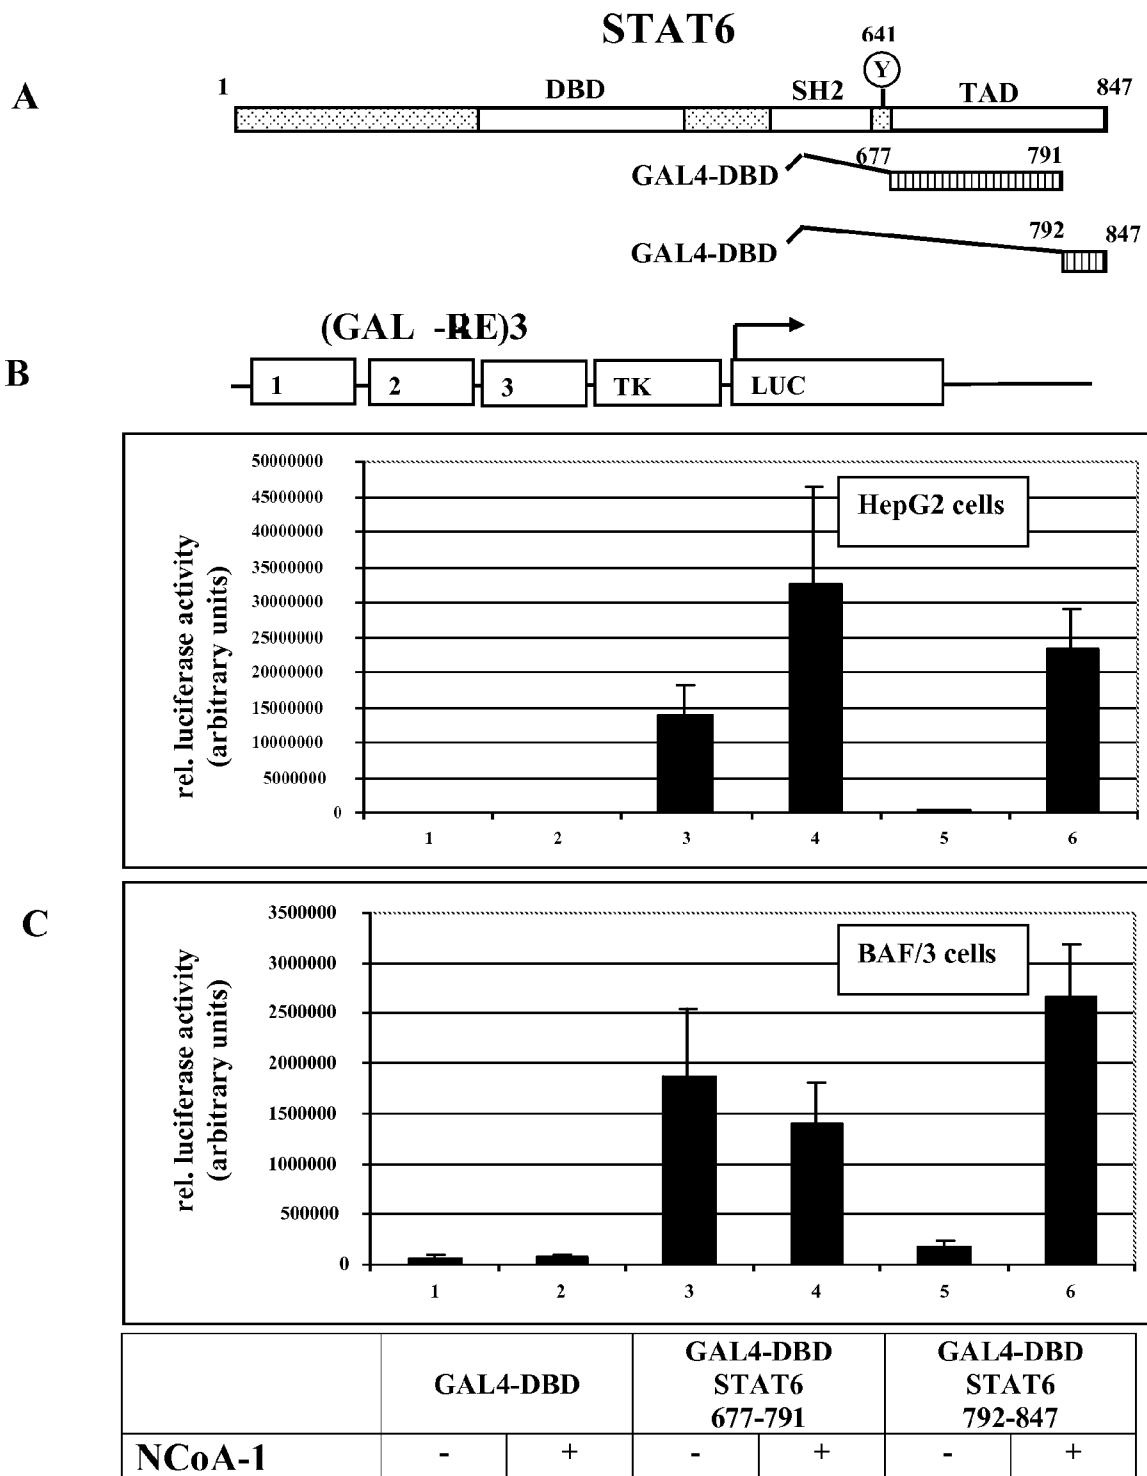 STAT6
641
Y
A
1
DBD
SH2
TAD
847
GAL4-DBD
677
791
GAL4-DBD
792
847
(GAL -RE)3
B
1
2
3
TK
LUC
rel. luciferase activity
(arbitrary units)
50000000
45000000
40000000
35000000
30000000
25000000
20000000
15000000
10000000
5000000
0
HepG2 cells
1 2 3 4 5 6
C
rel. luciferase activity
(arbitrary units)
3500000
3000000
2500000
2000000
1500000
1000000
500000
0
BAF/3 cells
1 2 3 4 5 6
GAL4-DBD
GAL4-DBD
STAT6
677-791
GAL4-DBD
STAT6
792-847
NCoA-1 - + - + - +